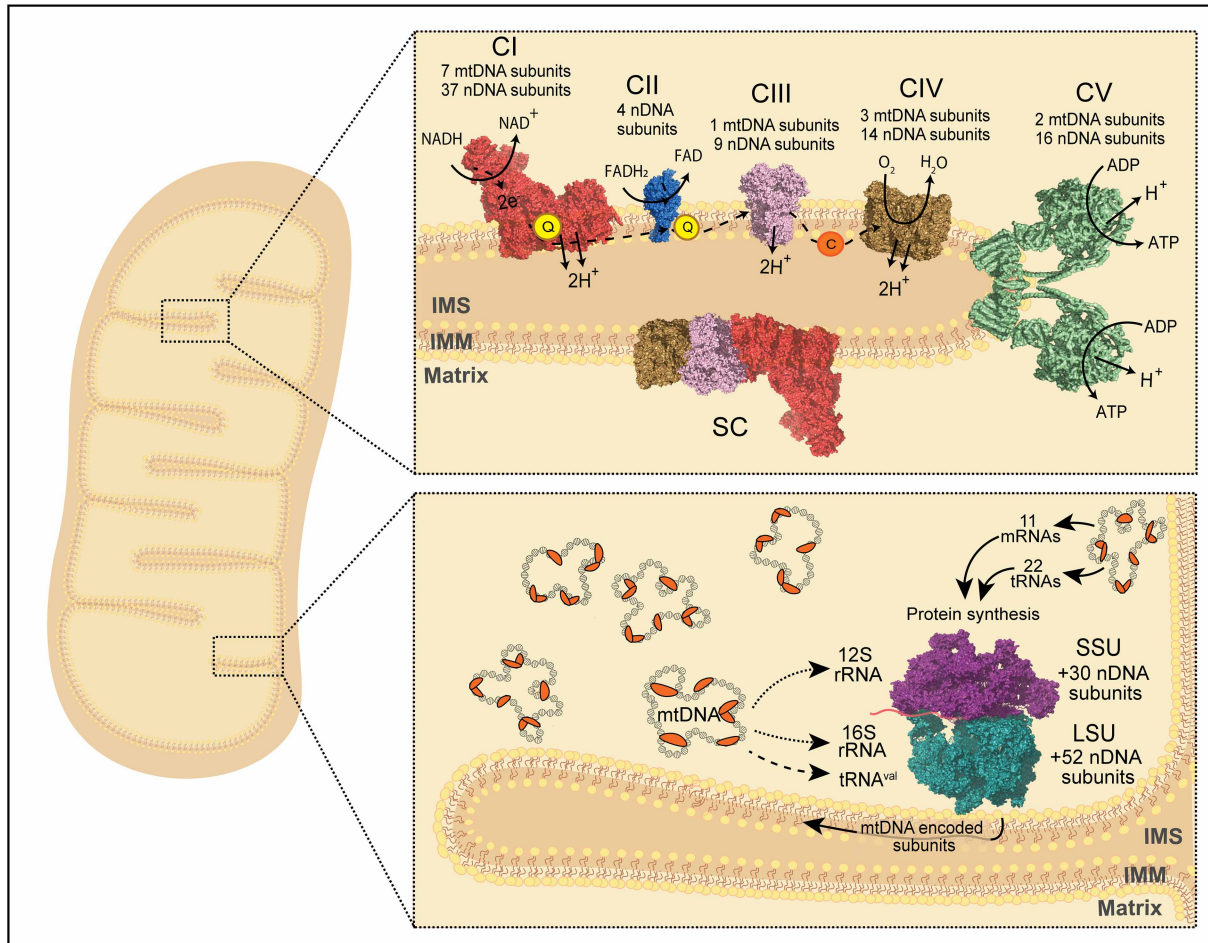 CI
7 mtDNA subunits
37 nDNA subunits
NADH
NAD+
2e-
Q
2H+
CII
4 nDNA
subunits
FADH₂
FAD
Q
CIII
1 mtDNA subunits
9 nDNA subunits
2H+
C
CIV
3 mtDNA subunits
14 nDNA subunits
O₂
H₂O
2H+
CV
2 mtDNA subunits
16 nDNA subunits
ADP
H+
ATP
ADP
H+
ATP
IMS
IMM
Matrix
SC
11
mRNAs
22
tRNAs
Protein synthesis
mtDNA
12S
rRNA
16S
rRNA
tRNAval
SSU
+30 nDNA
subunits
LSU
+52 nDNA
subunits
mtDNA encoded
subunits
IMS
IMM
Matrix